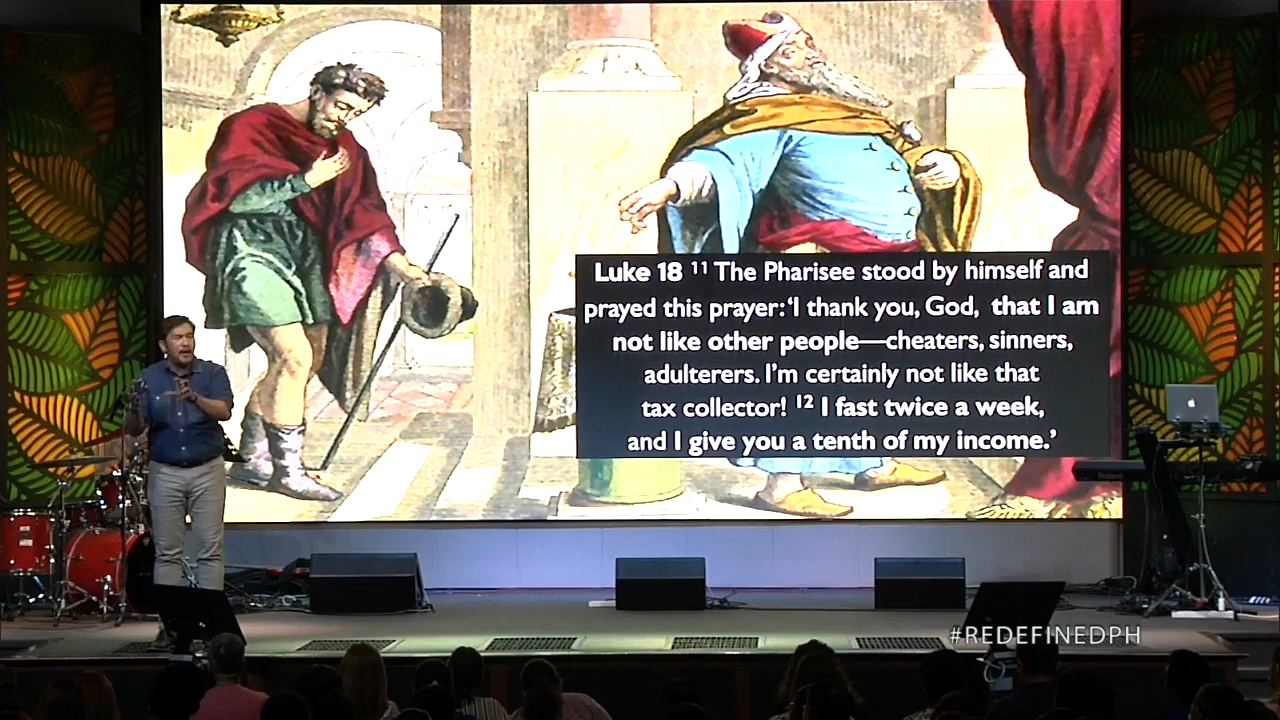 Luke 18 ¹¹ The Pharisee stood by himself and
prayed this prayer: ‘I thank you, God, that I am
not like other people—cheaters, sinners,
adulterers. I’m certainly not like that
tax collector! ¹² I fast twice a week,
and I give you a tenth of my income.’
#REDEFINEDPH